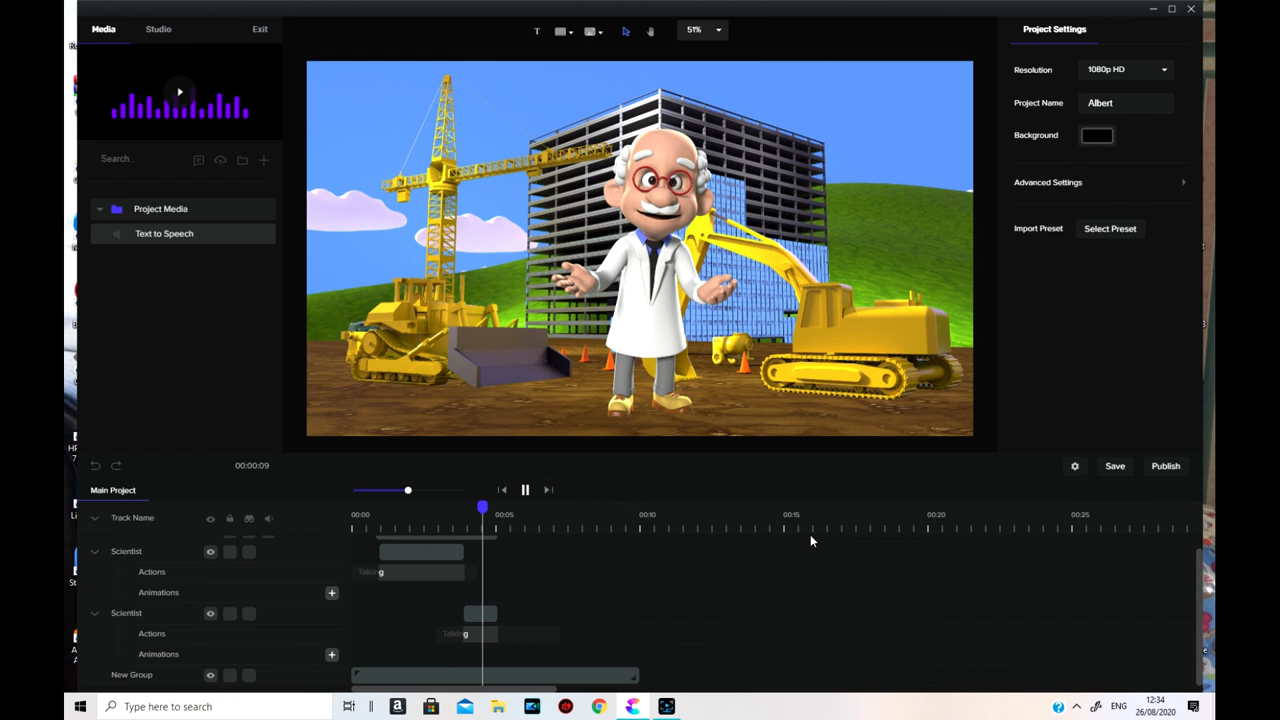 Media Studio Exit
T 51%
Project Settings
Resolution 1080p HD
Project Name Albert
Background
Advanced Settings
Import Preset Select Preset
Search..
Project Media
Text to Speech
00:00:09
Save Publish
Main Project
Track Name
00:00 00:05 00:10 00:15 00:20 00:25
Scientist
Actions Talking
Animations
Scientist
Actions Talking
Animations
New Group
Type here to search
ENG
12:34
26/08/2020